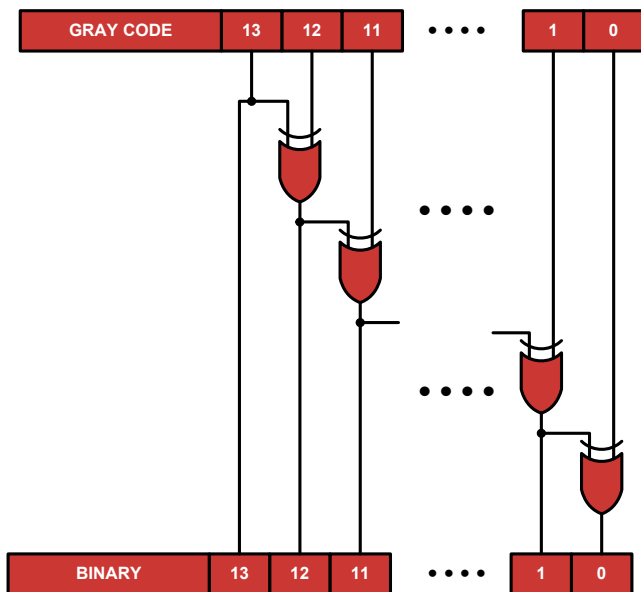 GRAY CODE 13 12 11 •••• 1 0
BINARY 13 12 11 •••• 1 0